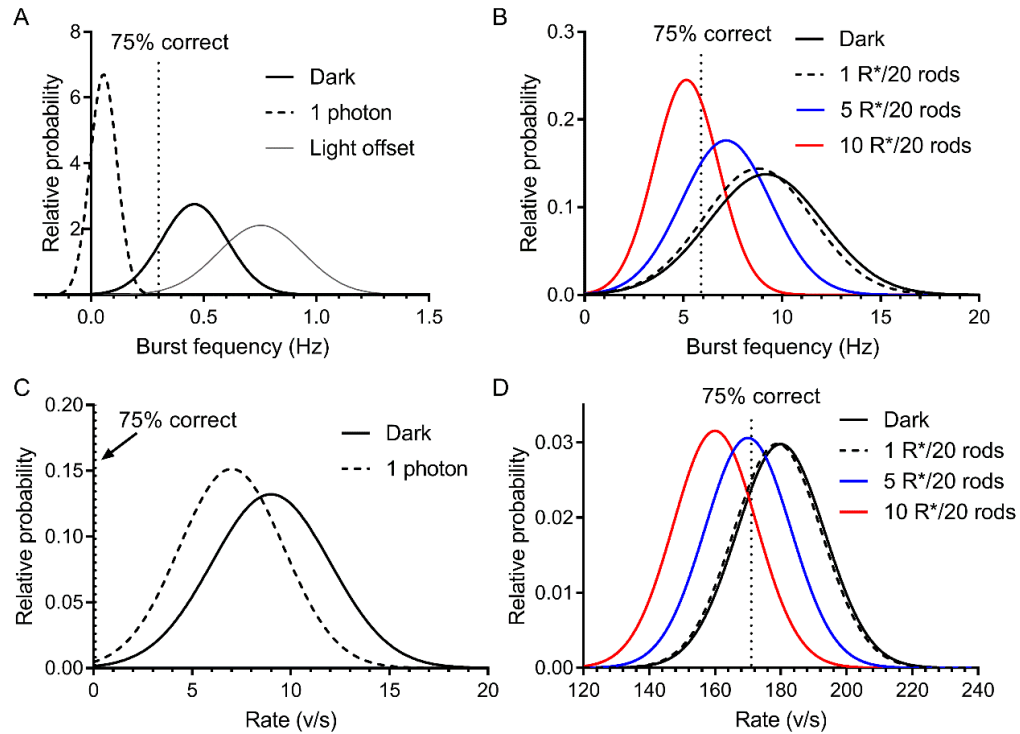 A
75% correct
Dark
1 photon
Light offset
Relative probability
8
6
4
2
0.0
0.5
1.0
1.5
Burst fequency (Hz)
B
75% correct
Dark
1 R*/20 rods
5 R*/20 rods
10 R*/20 rods
Relative probability
0.3
0.2
0.1
0.0
0
5
10
15
20
Burst fequency (Hz)
C
75% correct
Dark
1 photon
Relative probability
0.20
0.15
0.10
0.05
0.00
0
10
20
Rate (v/s)
D
75% correct
Dark
1 R*/20 rods
5 R*/20 rods
10 R*/20 rods
Relative probability
0.03
0.02
0.01
0.00
120
140
160
180
200
220
240
Rate (v/s)